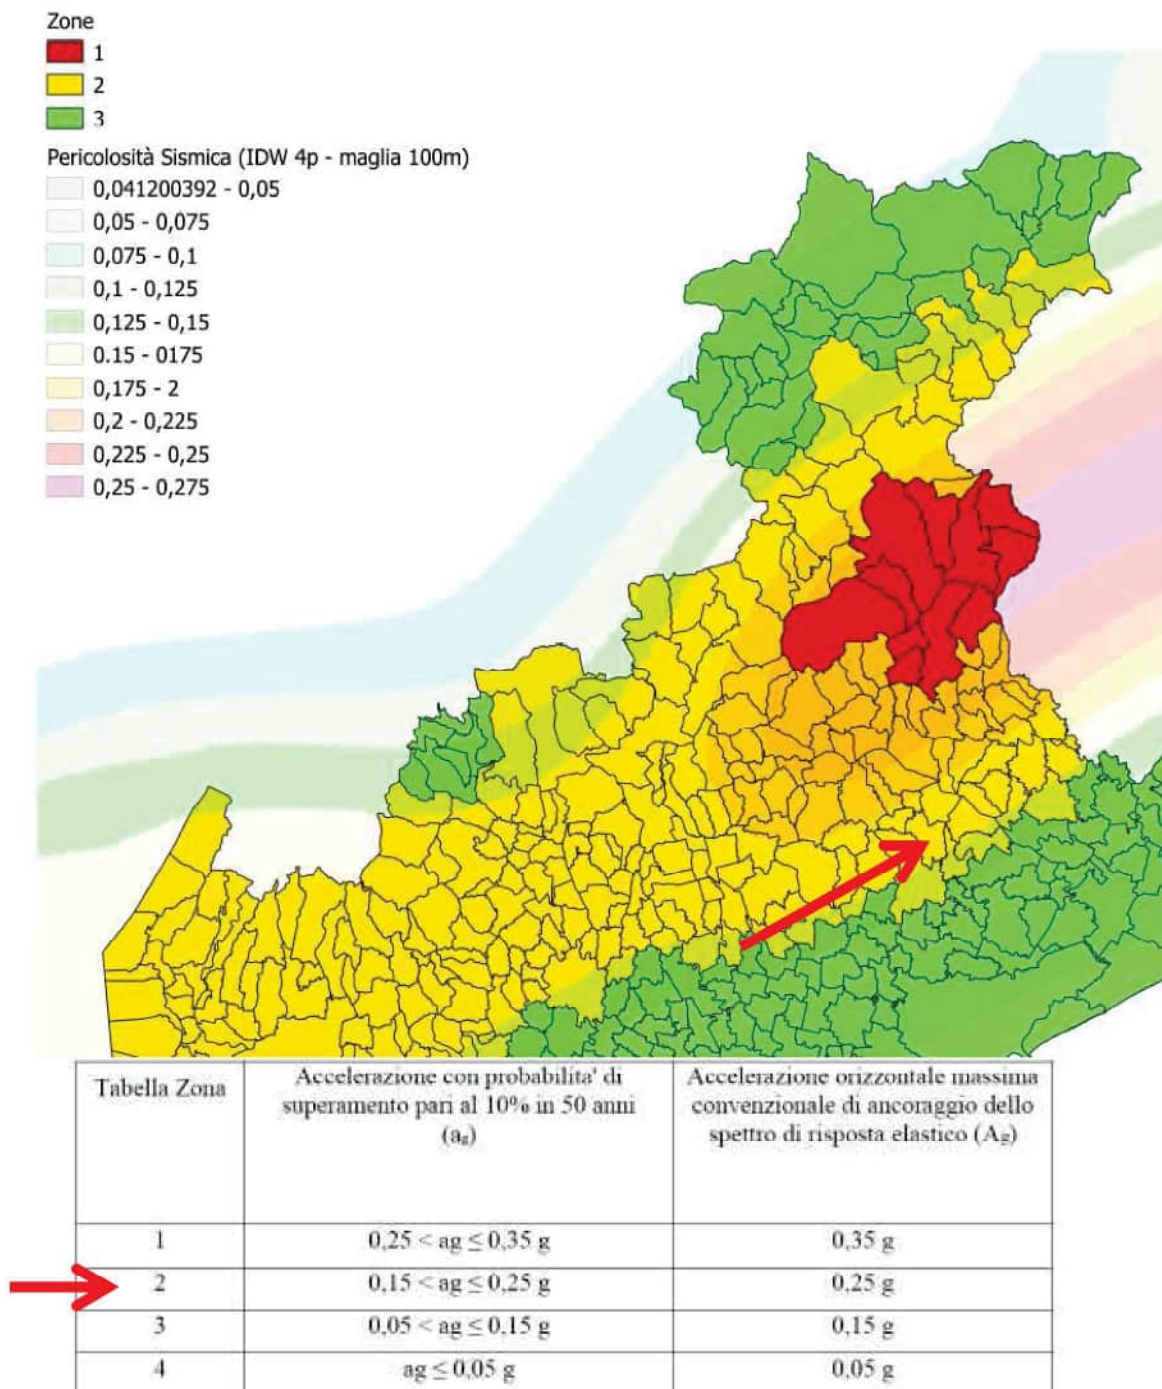 Zone
1
2
3
Pericolosità Sismica (IDW 4p - maglia 100m)
0,041200392 - 0,05
0,05 - 0,075
0,075 - 0,1
0,1 - 0,125
0,125 - 0,15
0.15 - 0175
0,175 - 2
0,2 - 0,225
0,225 - 0,25
0,25 - 0,275
Tabella Zona
Accelerazione con probabilita' di
superamento pari al 10% in 50 anni
(ag)
Accelerazione orizzontale massima
convenzionale di ancoraggio dello
spettro di risposta elastico (Ag)
1 0,25 < ag ≤ 0,35 g 0,35 g
2 0,15 < ag ≤ 0,25 g 0,25 g
3 0,05 < ag ≤ 0,15 g 0,15 g
4 ag ≤ 0,05 g 0,05 g